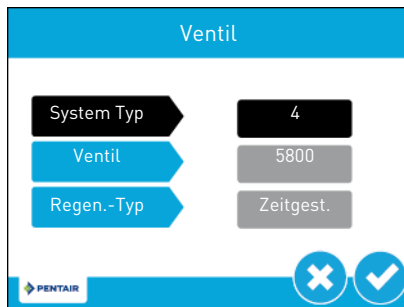 Ventil
System Typ 4
Ventil 5800
Regen.-Typ Zeitgest.
PENTAIR